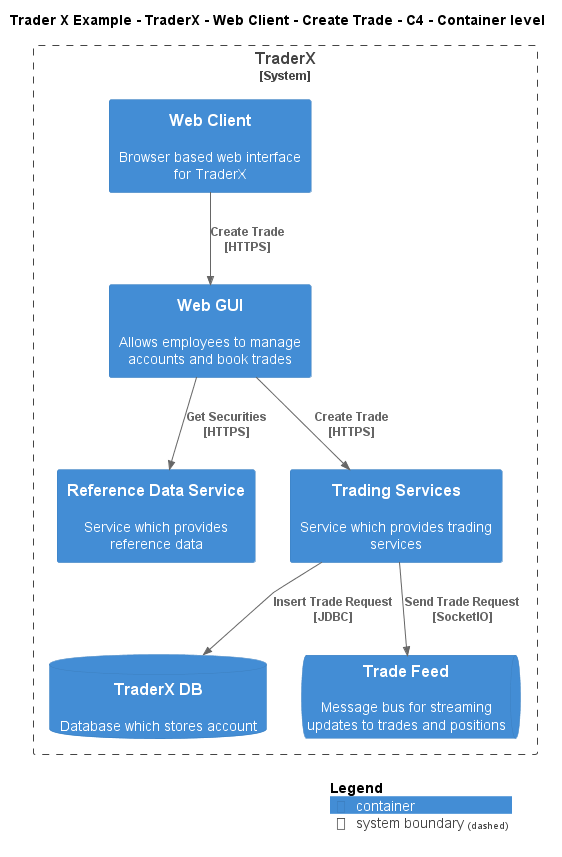 Trader X Example - TraderX - Web Client - Create Trade - C4 - Container level
TraderX
[System]
Web Client
Browser based web interface
for TraderX
Create Trade
[HTTPS]
Web GUI
Allows employees to manage
accounts and book trades
Get Securities
[HTTPS]
Create Trade
[HTTPS]
Reference Data Service
Service which provides
reference data
Trading Services
Service which provides trading
services
Insert Trade Request
[JDBC]
Send Trade Request
[SocketIO]
TraderX DB
Database which stores account
Trade Feed
Message bus for streaming
updates to trades and positions
Legend
container
system boundary (dashed)